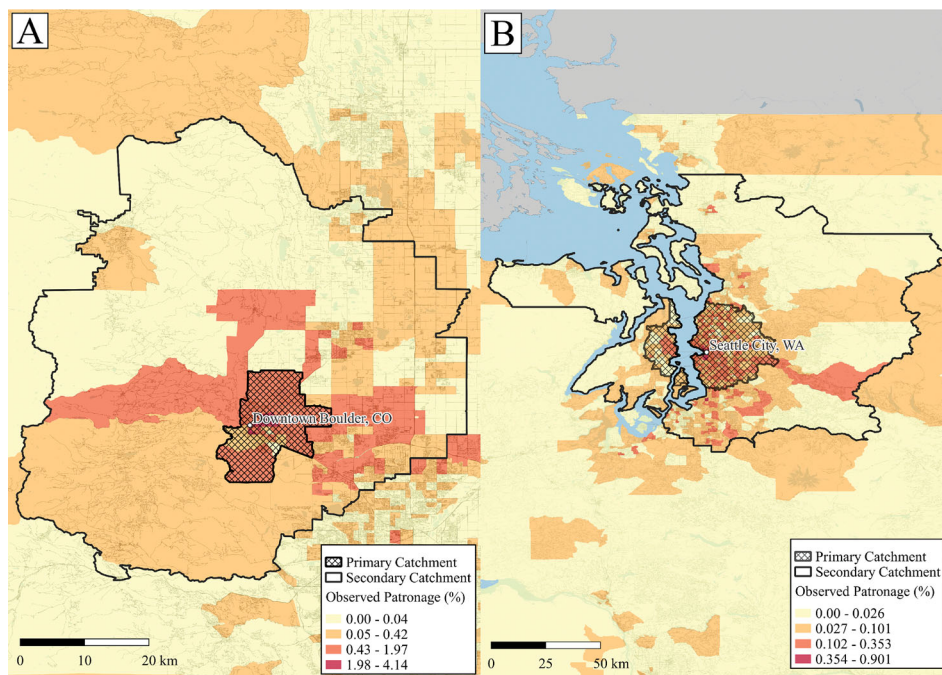 A
Downtown Boulder, CO
Primary Catchment
Secondary Catchment
Observed Patronage (%)
0.00 - 0.04
0.05 - 0.42
0.43 - 1.97
1.98 - 4.14
0 10 20 km
B
Seattle City, WA
Primary Catchment
Secondary Catchment
Observed Patronage (%)
0.00 - 0.026
0.027 - 0.101
0.102 - 0.353
0.354 - 0.901
0 25 50 km